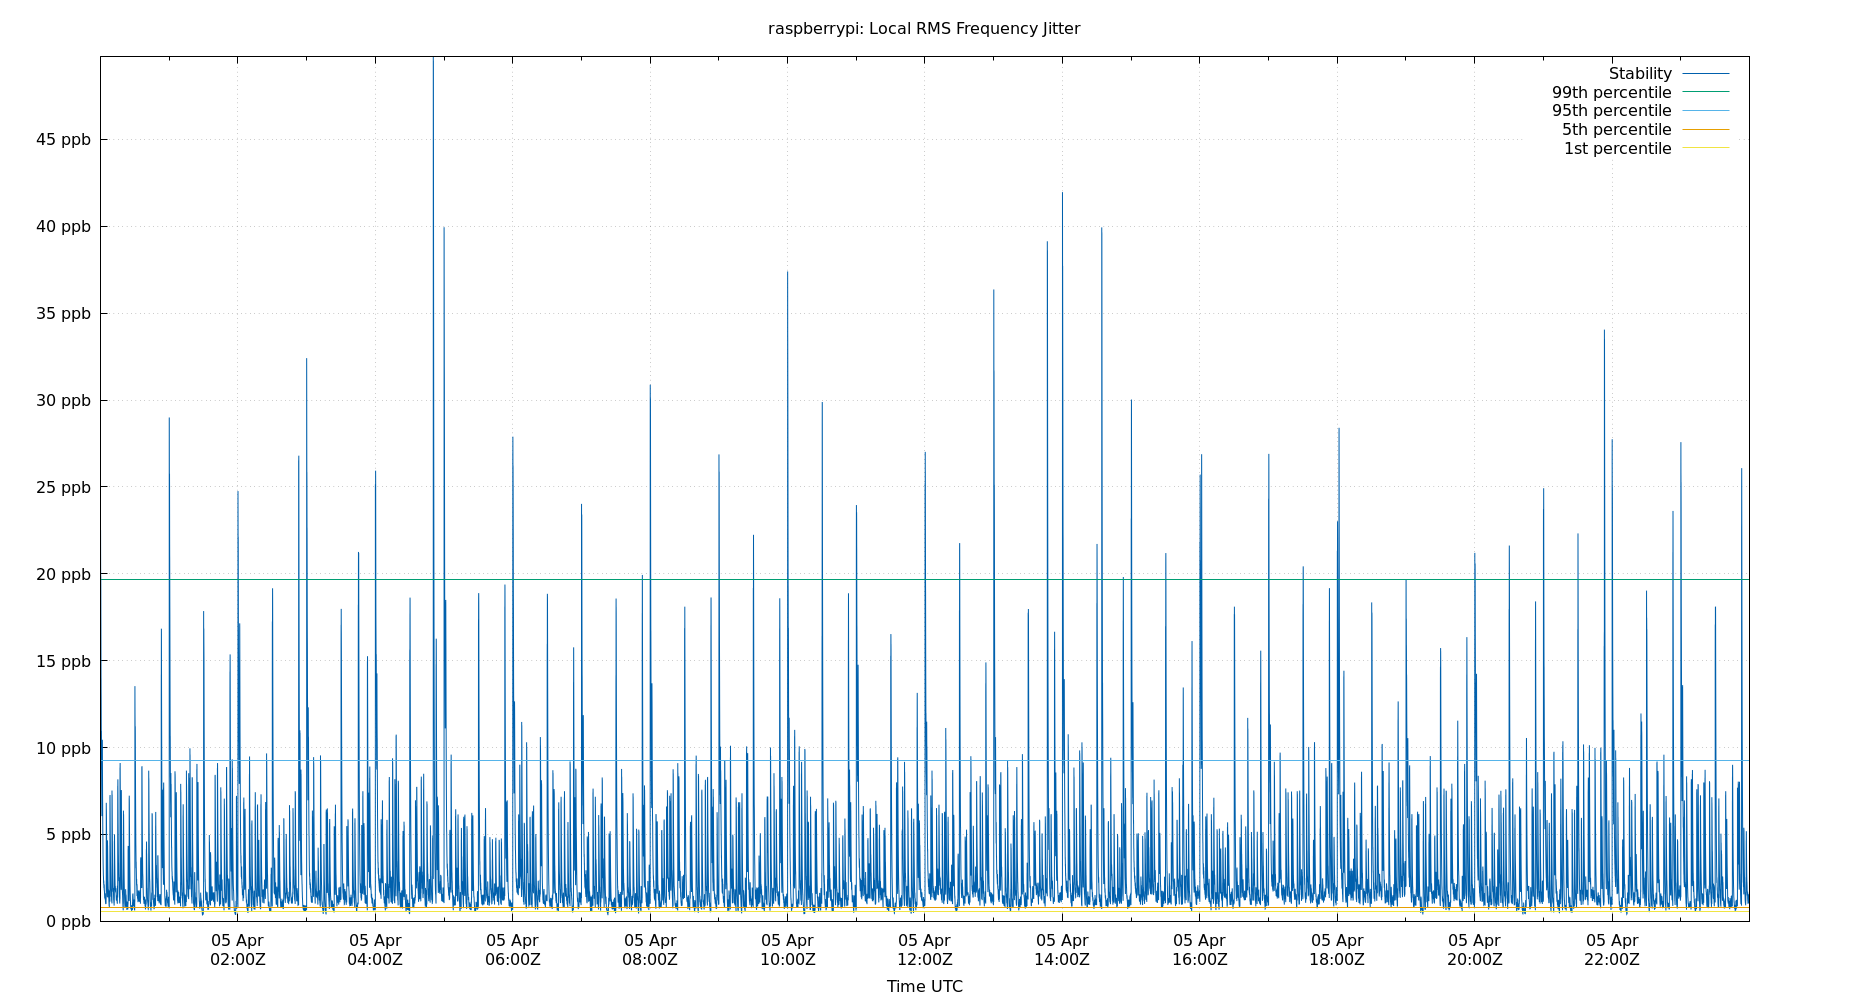 raspberrypi: Local RMS Frequency Jitter
Stability
99th percentile
95th percentile
5th percentile
1st percentile
45 ppb
40 ppb
35 ppb
30 ppb
25 ppb
20 ppb
15 ppb
10 ppb
5 ppb
0 ppb
05 Apr 05 Apr 05 Apr 05 Apr 05 Apr 05 Apr 05 Apr 05 Apr 05 Apr 05 Apr 05 Apr
02:00Z 04:00Z 06:00Z 08:00Z 10:00Z 12:00Z 14:00Z 16:00Z 18:00Z 20:00Z 22:00Z
Time UTC